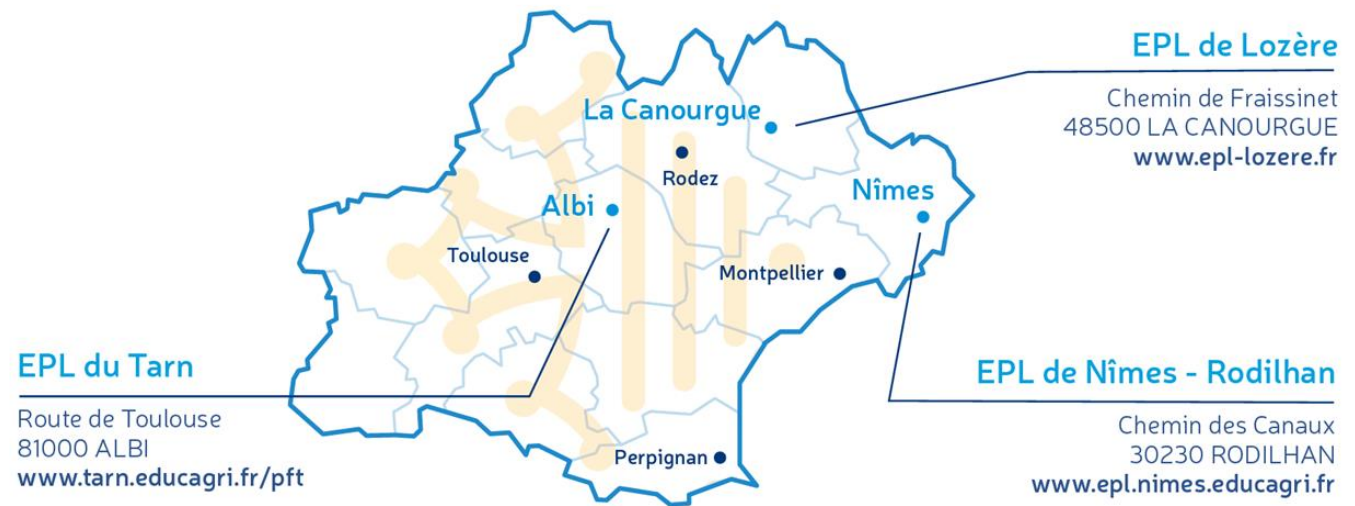 EPL de Lozère
Chemin de Fraissinet
48500 LA CANOURGUE
www.epl-lozere.fr
La Canourgue
Rodez
Nîmes
Albi
Toulouse
Montpellier
EPL du Tarn
Route de Toulouse
81000 ALBI
www.tarn.educagri.fr/pft
EPL de Nîmes - Rodilhan
Chemin des Canaux
30230 RODILHAN
www.epl.nimes.educagri.fr
Perpignan